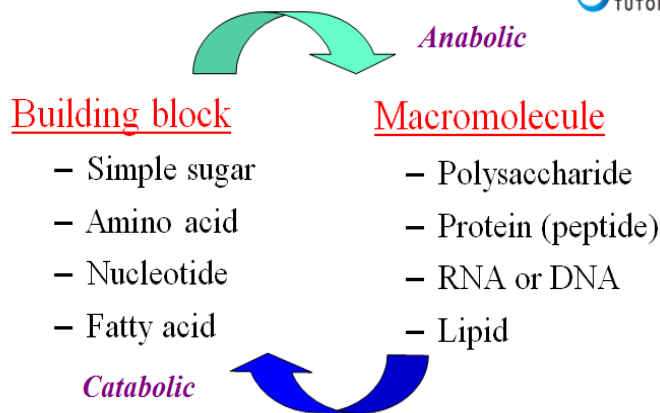 Anabolic
Building block
– Simple sugar
– Amino acid
– Nucleotide
– Fatty acid
Macromolecule
– Polysaccharide
– Protein (peptide)
– RNA or DNA
– Lipid
Catabolic